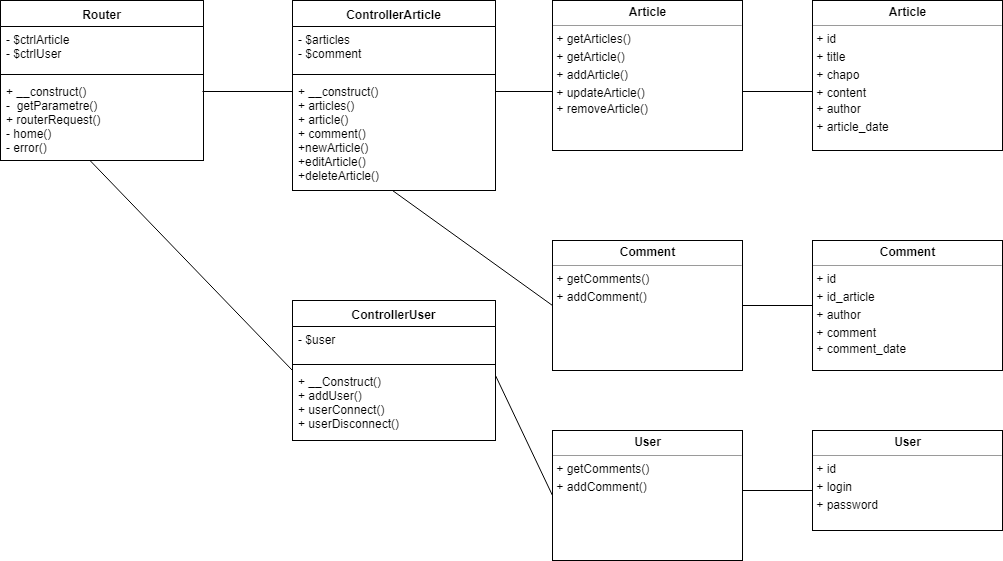 Router
- $ctrlArticle
- $ctrlUser
+ __construct()
- getParametre()
+ routerRequest()
- home()
- error()
ControllerArticle
- $articles
- $comment
+ __construct()
+ articles()
+ article()
+ comment()
+newArticle()
+editArticle()
+deleteArticle()
Article
+ getArticles()
+ getArticle()
+ addArticle()
+ updateArticle()
+ removeArticle()
Article
+ id
+ title
+ chapo
+ content
+ author
+ article_date
Comment
+ getComments()
+ addComment()
Comment
+ id
+ id_article
+ author
+ comment
+ comment_date
ControllerUser
- $user
+ __Construct()
+ addUser()
+ userConnect()
+ userDisconnect()
User
+ getComments()
+ addComment()
User
+ id
+ login
+ password